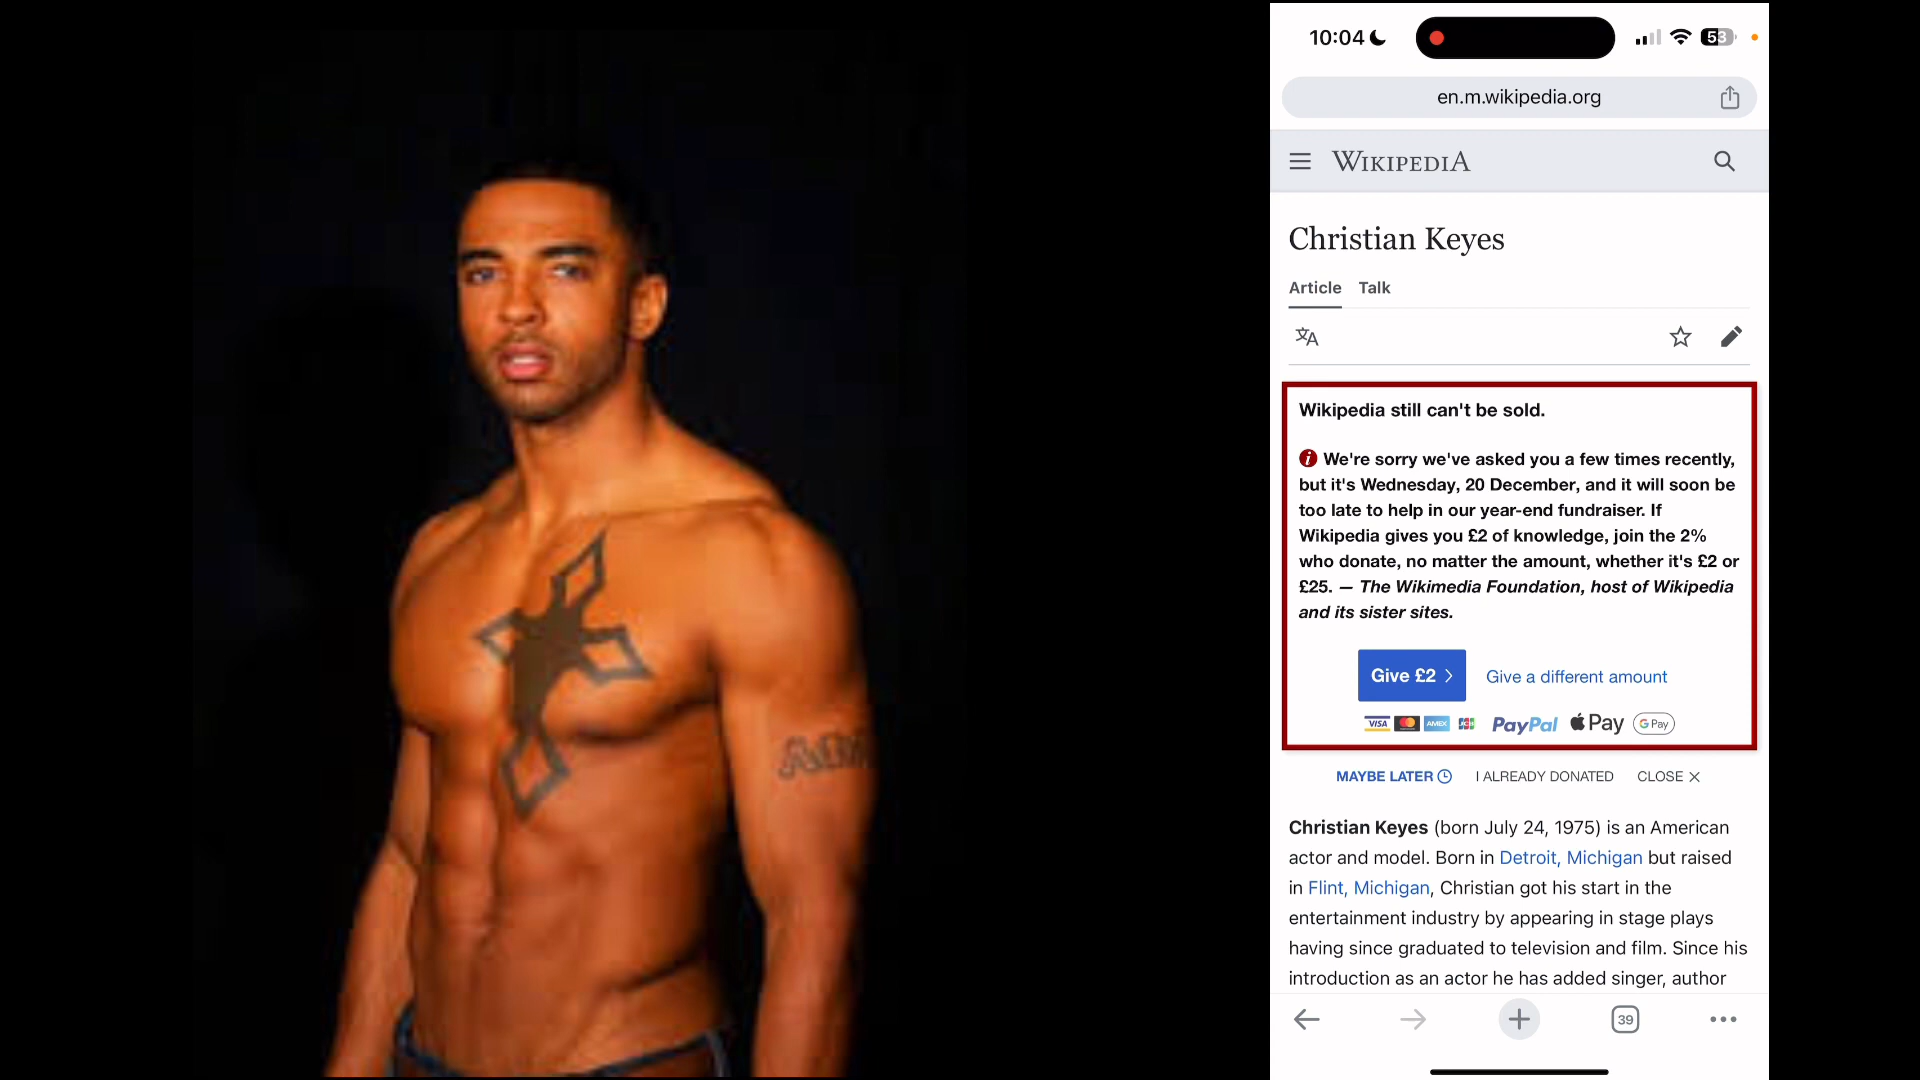 10:04
53
en.m.wikipedia.org
WIKIPEDIA
Christian Keyes
Article Talk
Wikipedia still can't be sold.
We're sorry we've asked you a few times recently,
but it's Wednesday, 20 December, and it will soon be
too late to help in our year-end fundraiser. If
Wikipedia gives you £2 of knowledge, join the 2%
who donate, no matter the amount, whether it's £2 or
£25. — The Wikimedia Foundation, host of Wikipedia
and its sister sites.
Give £2 Give a different amount
VISA AMEX JCB PayPal Pay G Pay
MAYBE LATER I ALREADY DONATED CLOSE
Christian Keyes (born July 24, 1975) is an American
actor and model. Born in Detroit, Michigan but raised
in Flint, Michigan, Christian got his start in the
entertainment industry by appearing in stage plays
having since graduated to television and film. Since his
introduction as an actor he has added singer, author
39